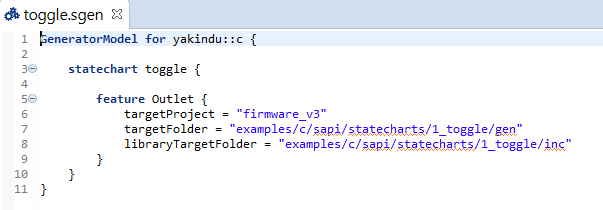 toggle.sgen
1 GeneratorModel for yakindu::c {
2
3 statechart toggle {
4
5 feature Outlet {
6 targetProject = "firmware_v3"
7 targetFolder = "examples/c/sapi/statecharts/1_toggle/gen"
8 libraryTargetFolder = "examples/c/sapi/statecharts/1_toggle/inc"
9 }
10 }
11 }